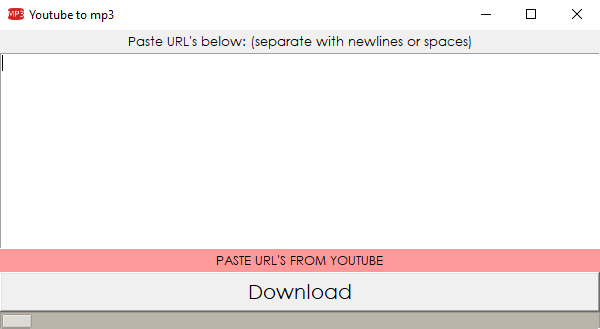 MP3 Youtube to mp3
Paste URL's below: (separate with newlines or spaces)
PASTE URL'S FROM YOUTUBE
Download